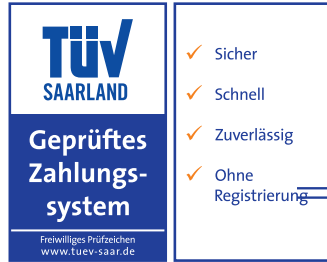 TÜV
SAARLAND
Geprüftes
Zahlungs-
system
Freiwilliges Prüfzeichen
www.tuev-saar.de
Sicher
Schnell
Zuverlässig
Ohne
Registrierung